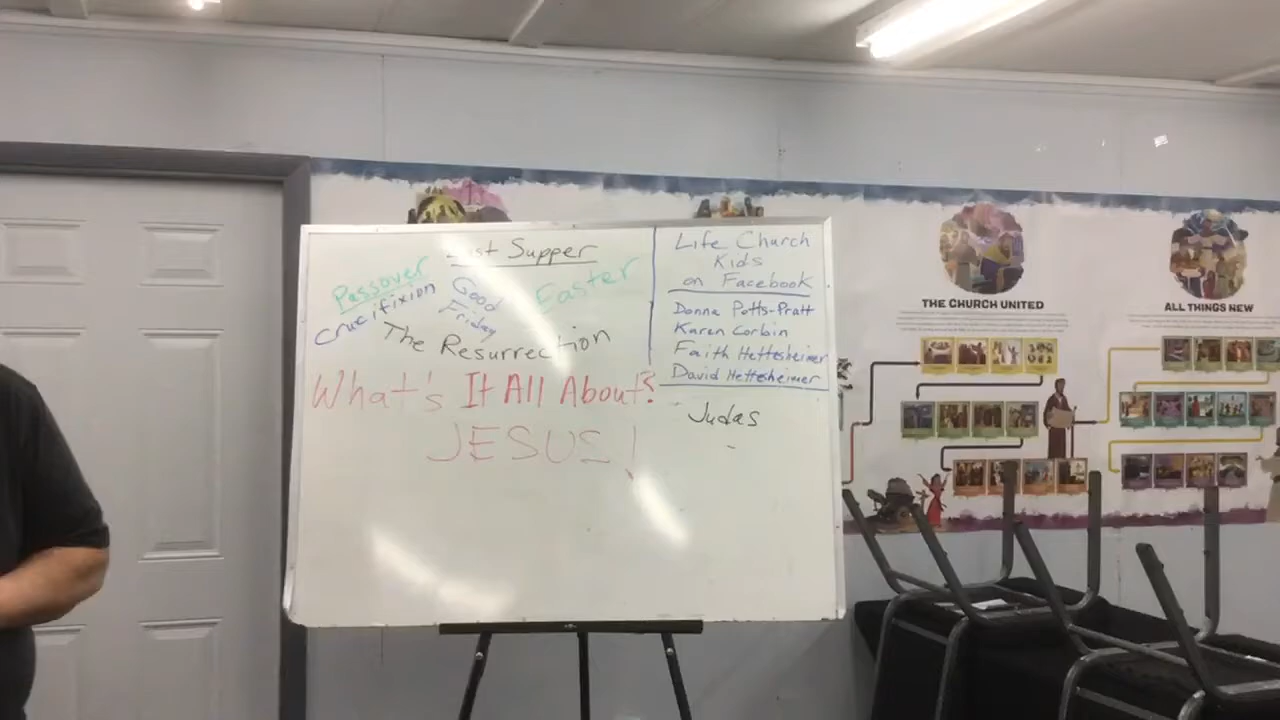 Last Supper
Passover
Good
Friday
Easter
Crucifixion
The Resurrection
What's It All About?
JESUS!
Life Church
Kids
on Facebook
Donna Potts-Pratt
Karen Corbin
Faith Hettesheimer
David Hettesheimer
Judas
THE CHURCH UNITED
ALL THINGS NEW